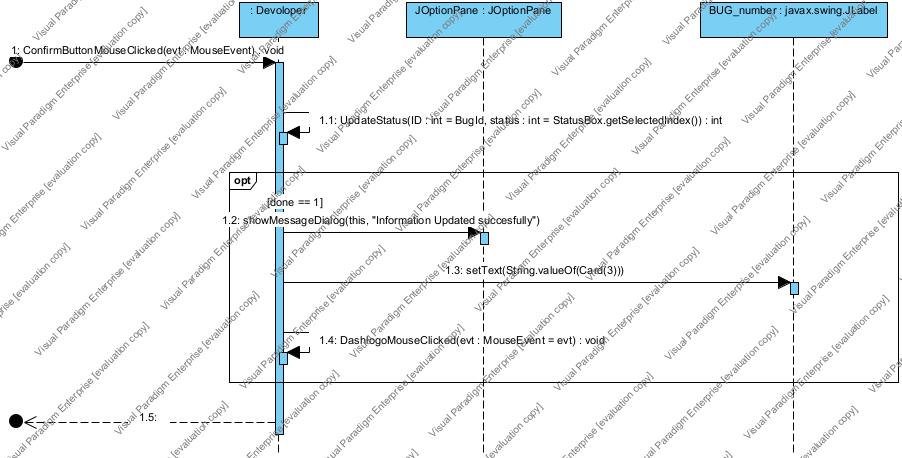 : Devoloper
JOptionPane : JOptionPane
BUG_number : javax.swing.JLabel
1: ConfirmButtonMouseClicked(evt : MouseEvent) : void
1.1: UpdateStatus(ID : int = BugId, status : int = StatusBox.getSelectedIndex()) : int
opt
[done == 1]
1.2: showMessageDialog(this, "Information Updated succesfully")
1.3: setText(String.valueOf(Card(3)))
1.4: DashlogoMouseClicked(evt : MouseEvent = evt) : void
1.5:
Visual Paradigm Enterprise [evaluation copy]